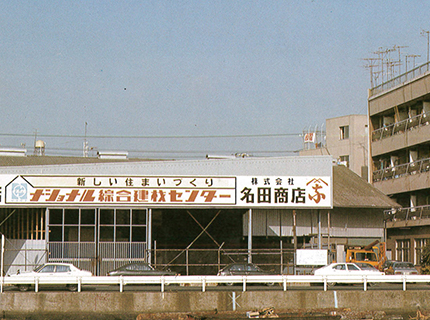 新しい住まいづくり
ナショナル綜合建材センター
株式会社
名田商店